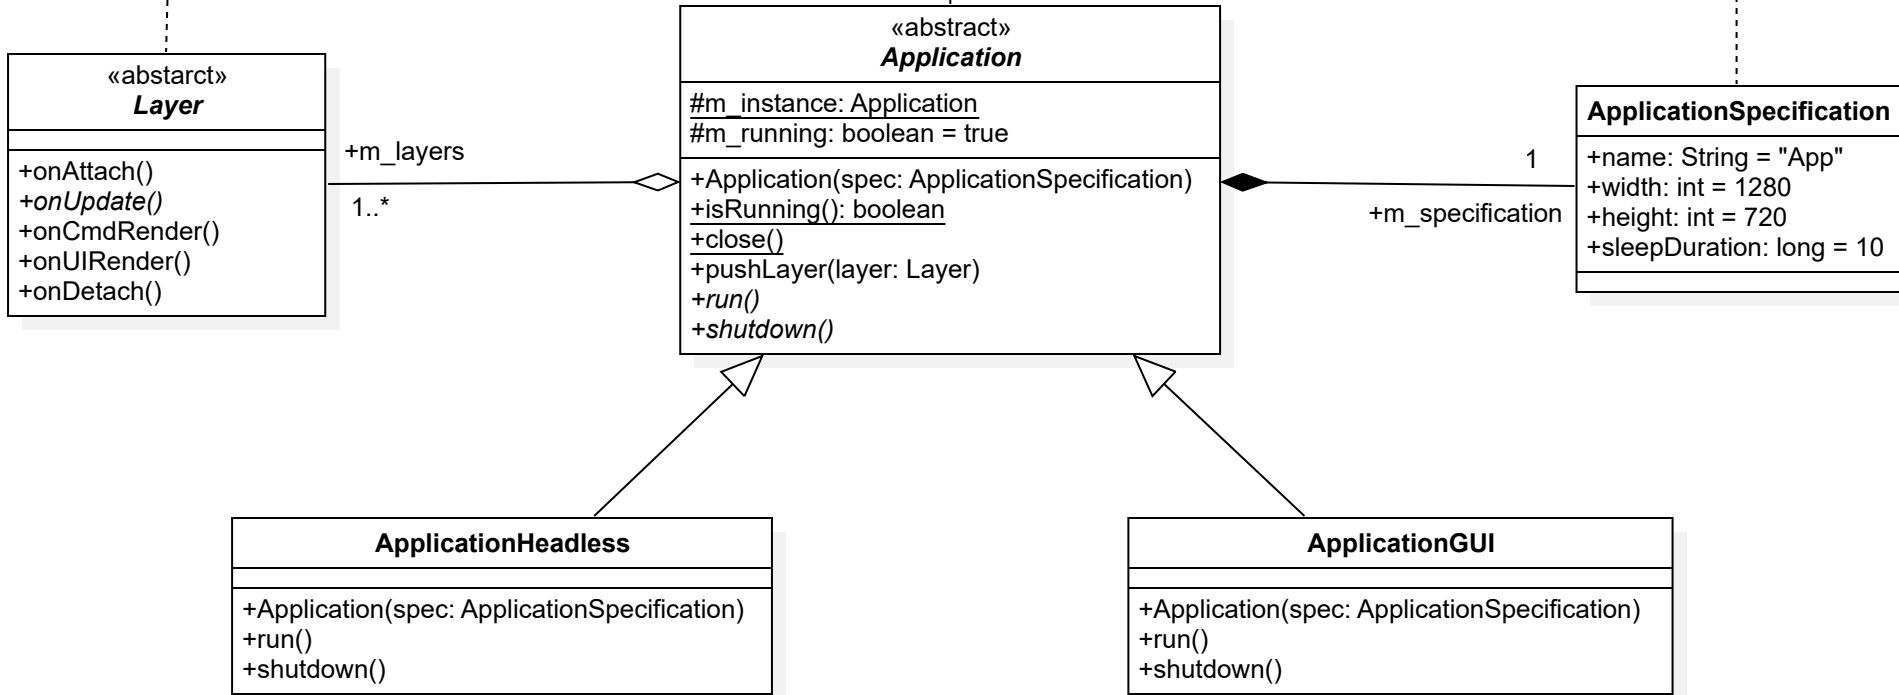 «abstarct»
Layer
+onAttach()
+onUpdate()
+onCmdRender()
+onUIRender()
+onDetach()
+m_layers
1..*
«abstract»
Application
#m_instance: Application
#m_running: boolean = true
+Application(spec: ApplicationSpecification)
+isRunning(): boolean
+close()
+pushLayer(layer: Layer)
+run()
+shutdown()
1
+m_specification
ApplicationSpecification
+name: String = "App"
+width: int = 1280
+height: int = 720
+sleepDuration: long = 10
ApplicationHeadless
+Application(spec: ApplicationSpecification)
+run()
+shutdown()
ApplicationGUI
+Application(spec: ApplicationSpecification)
+run()
+shutdown()